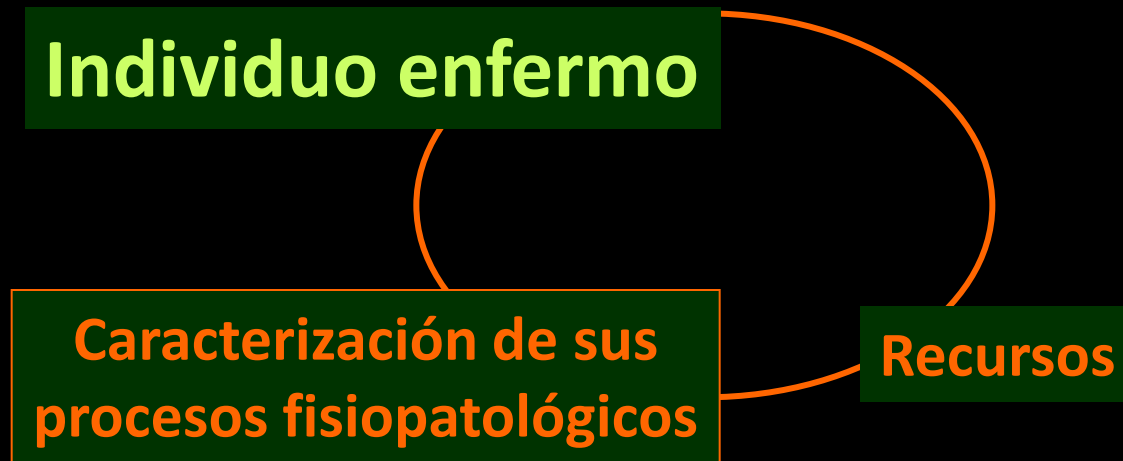 Individuo enfermo
Caracterización de sus
procesos fisiopatológicos
Recursos